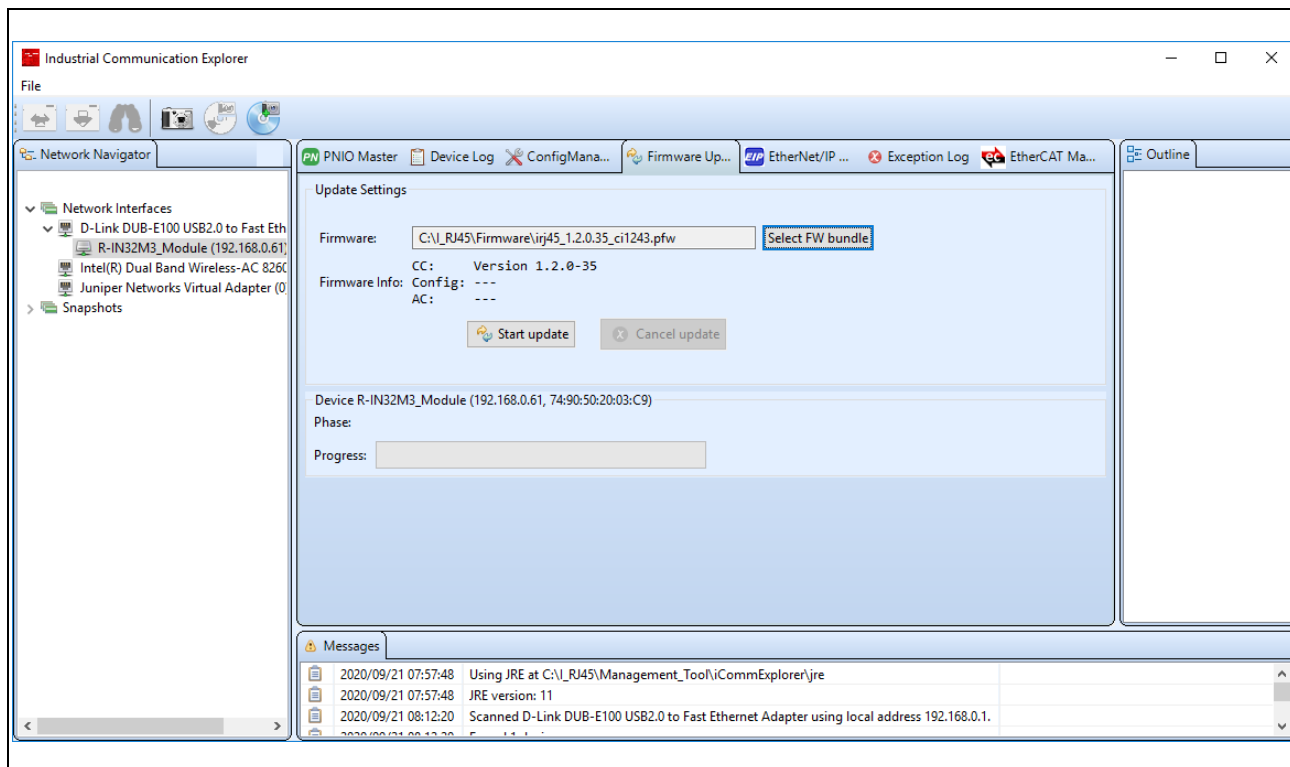 Industrial Communication Explorer
File
Network Navigator
Network Interfaces
D-Link DUB-E100 USB2.0 to Fast Eth
R-IN32M3_Module (192.168.0.61)
Intel(R) Dual Band Wireless-AC 8260
Juniper Networks Virtual Adapter (0
Snapshots
PN PNIO Master Device Log ConfigMana... Firmware Up... EIP EtherNet/IP ... Exception Log ec EtherCAT Ma...
Update Settings
Firmware: C:\I_RJ45\Firmware\irj45_1.2.0.35_ci1243.pfw Select FW bundle
Firmware Info: CC: Version 1.2.0-35
Config: ---
AC: ---
Start update Cancel update
Device R-IN32M3_Module (192.168.0.61, 74:90:50:20:03:C9)
Phase:
Progress:
Outline
Messages
2020/09/21 07:57:48 Using JRE at C:\I_RJ45\Management_Tool\iCommExplorer\jre
2020/09/21 07:57:48 JRE version: 11
2020/09/21 08:12:20 Scanned D-Link DUB-E100 USB2.0 to Fast Ethernet Adapter using local address 192.168.0.1.